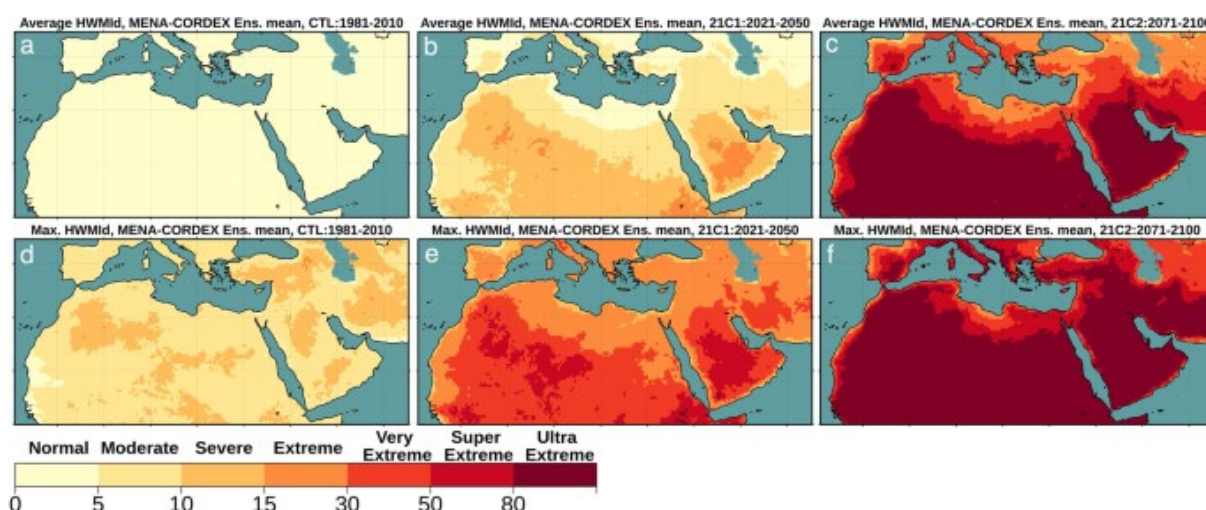 Average HWMId, MENA-CORDEX Ens. mean, CTL:1981-2010
Average HWMId, MENA-CORDEX Ens. mean, 21C1:2021-2050
Average HWMId, MENA-CORDEX Ens. mean, 21C2:2071-2100
a
b
c
Max. HWMId, MENA-CORDEX Ens. mean, CTL:1981-2010
Max. HWMId, MENA-CORDEX Ens. mean, 21C1:2021-2050
Max. HWMId, MENA-CORDEX Ens. mean, 21C2:2071-2100
d
e
f
Normal Moderate Severe Extreme Very Extreme Super Extreme Ultra Extreme
0 5 10 15 30 50 80